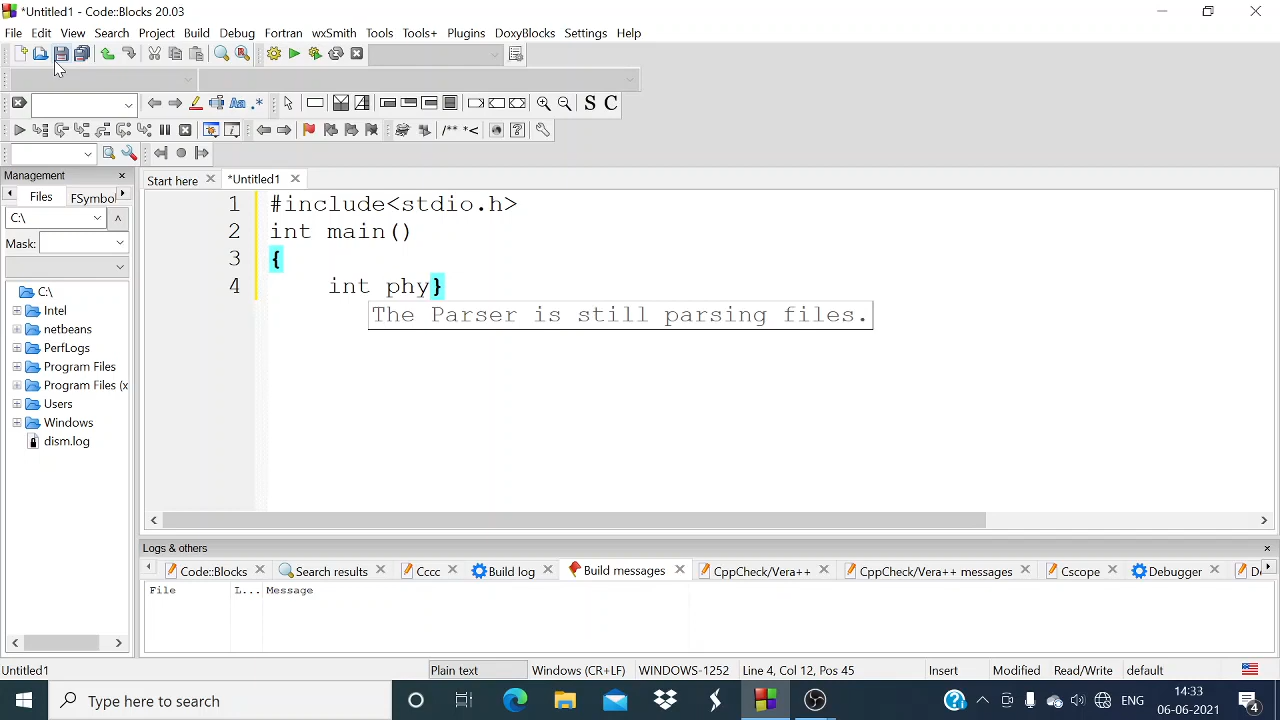 *Untitled1 - Code::Blocks 20.03
File Edit View Search Project Build Debug Fortran wxSmith Tools Tools+ Plugins DoxyBlocks Settings Help
Aa .* S C
/** *<
Management
Start here *Untitled1
Files FSymbol
C:\
Mask:
C:\
Intel
netbeans
PerfLogs
Program Files
Program Files (x
Users
Windows
dism.log
1 #include<stdio.h>
2 int main()
3 {
4 int phy}
The Parser is still parsing files.
Logs & others
Code::Blocks Search results Cccc Build log Build messages CppCheck/Vera++ CppCheck/Vera++ messages Cscope Debugger
File L... Message
Untitled1 Plain text Windows (CR+LF) WINDOWS-1252 Line 4, Col 12, Pos 45 Insert Modified Read/Write default
Type here to search
ENG
14:33
06-06-2021
4